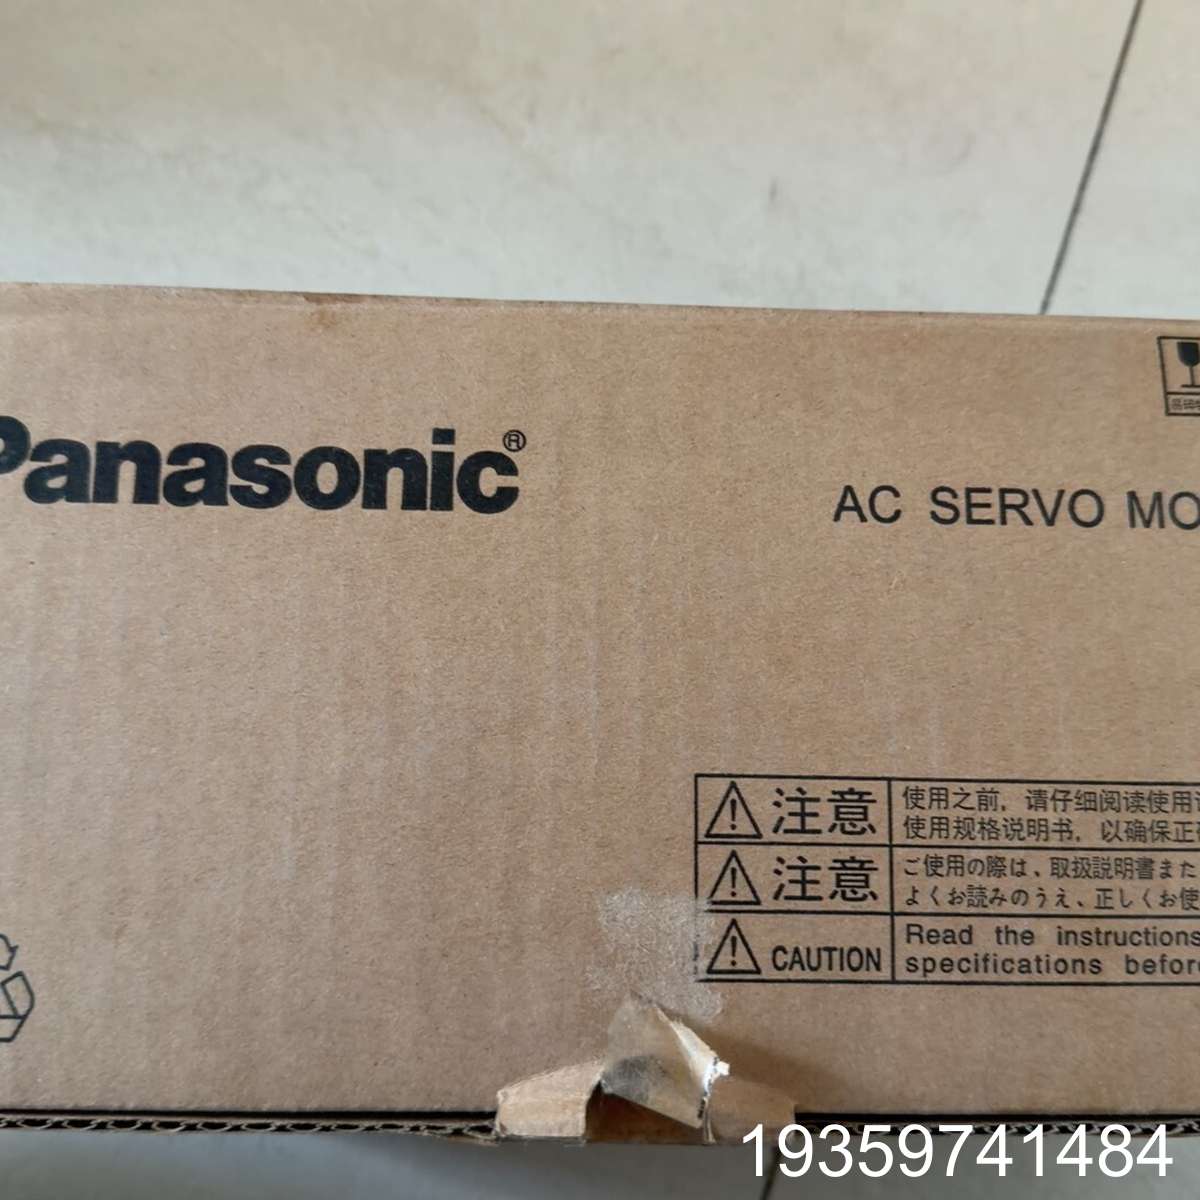 Panasonic®
AC SERVO MO
注意
使用之前，请仔细阅读使用
使用规格说明书，以确保正
注意
ご使用の際は、取扱説明書また
よくお読みのうえ、正しくお使
CAUTION
Read the instructions
specifications before
19359741484